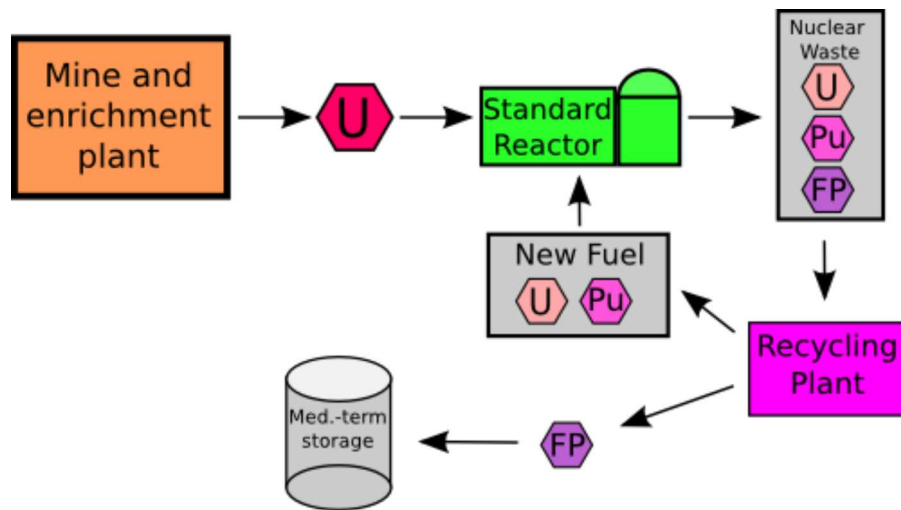 Mine and
enrichment
plant
U
Standard
Reactor
Nuclear
Waste
U
Pu
FP
New Fuel
U Pu
Recycling
Plant
Med.-term
storage
FP